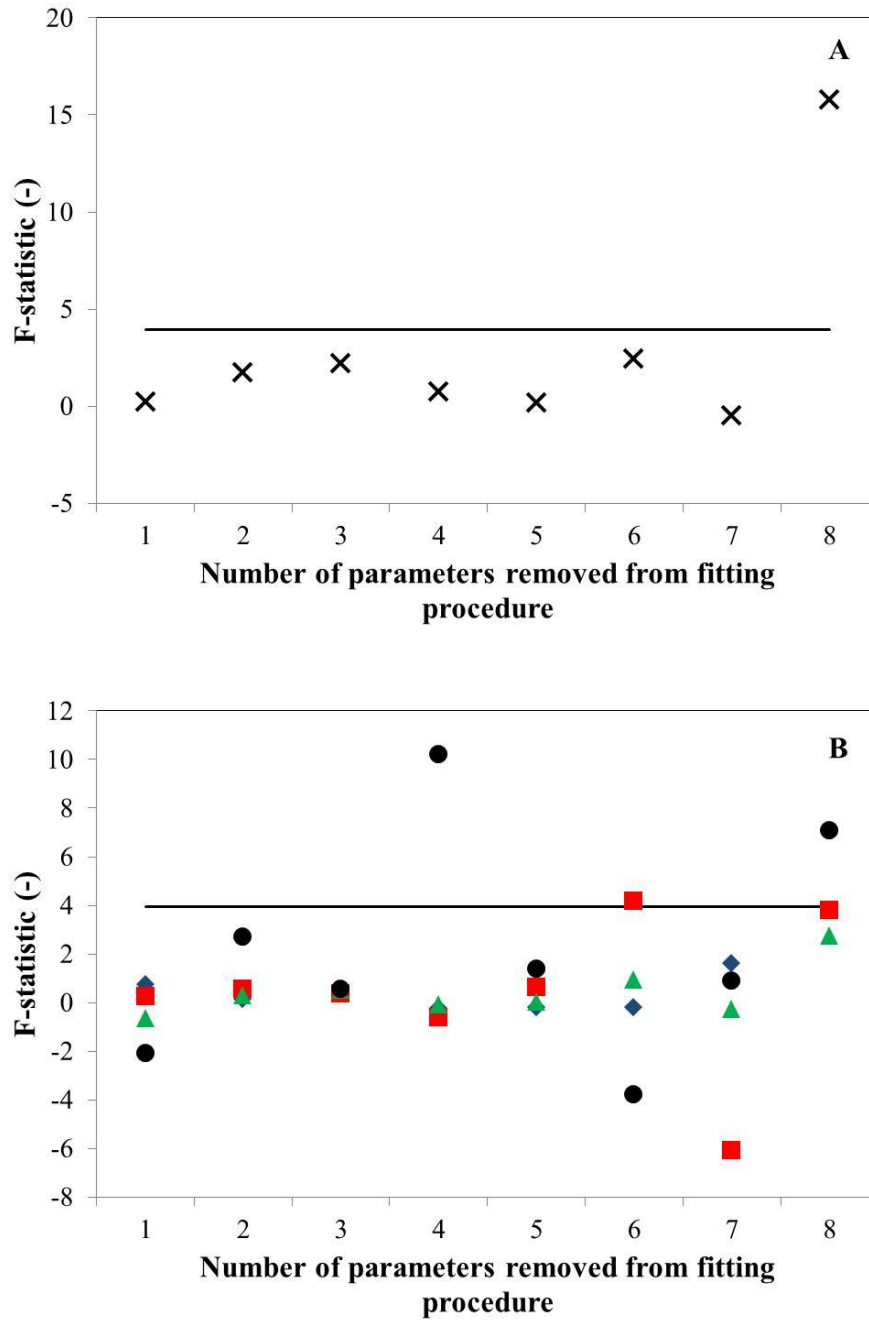 20
A
15
10
5
0
-5
F-statistic (-)
1 2 3 4 5 6 7 8
Number of parameters removed from fitting
procedure
12
B
10
8
6
4
2
0
-2
-4
-6
-8
F-statistic (-)
1 2 3 4 5 6 7 8
Number of parameters removed from fitting
procedure